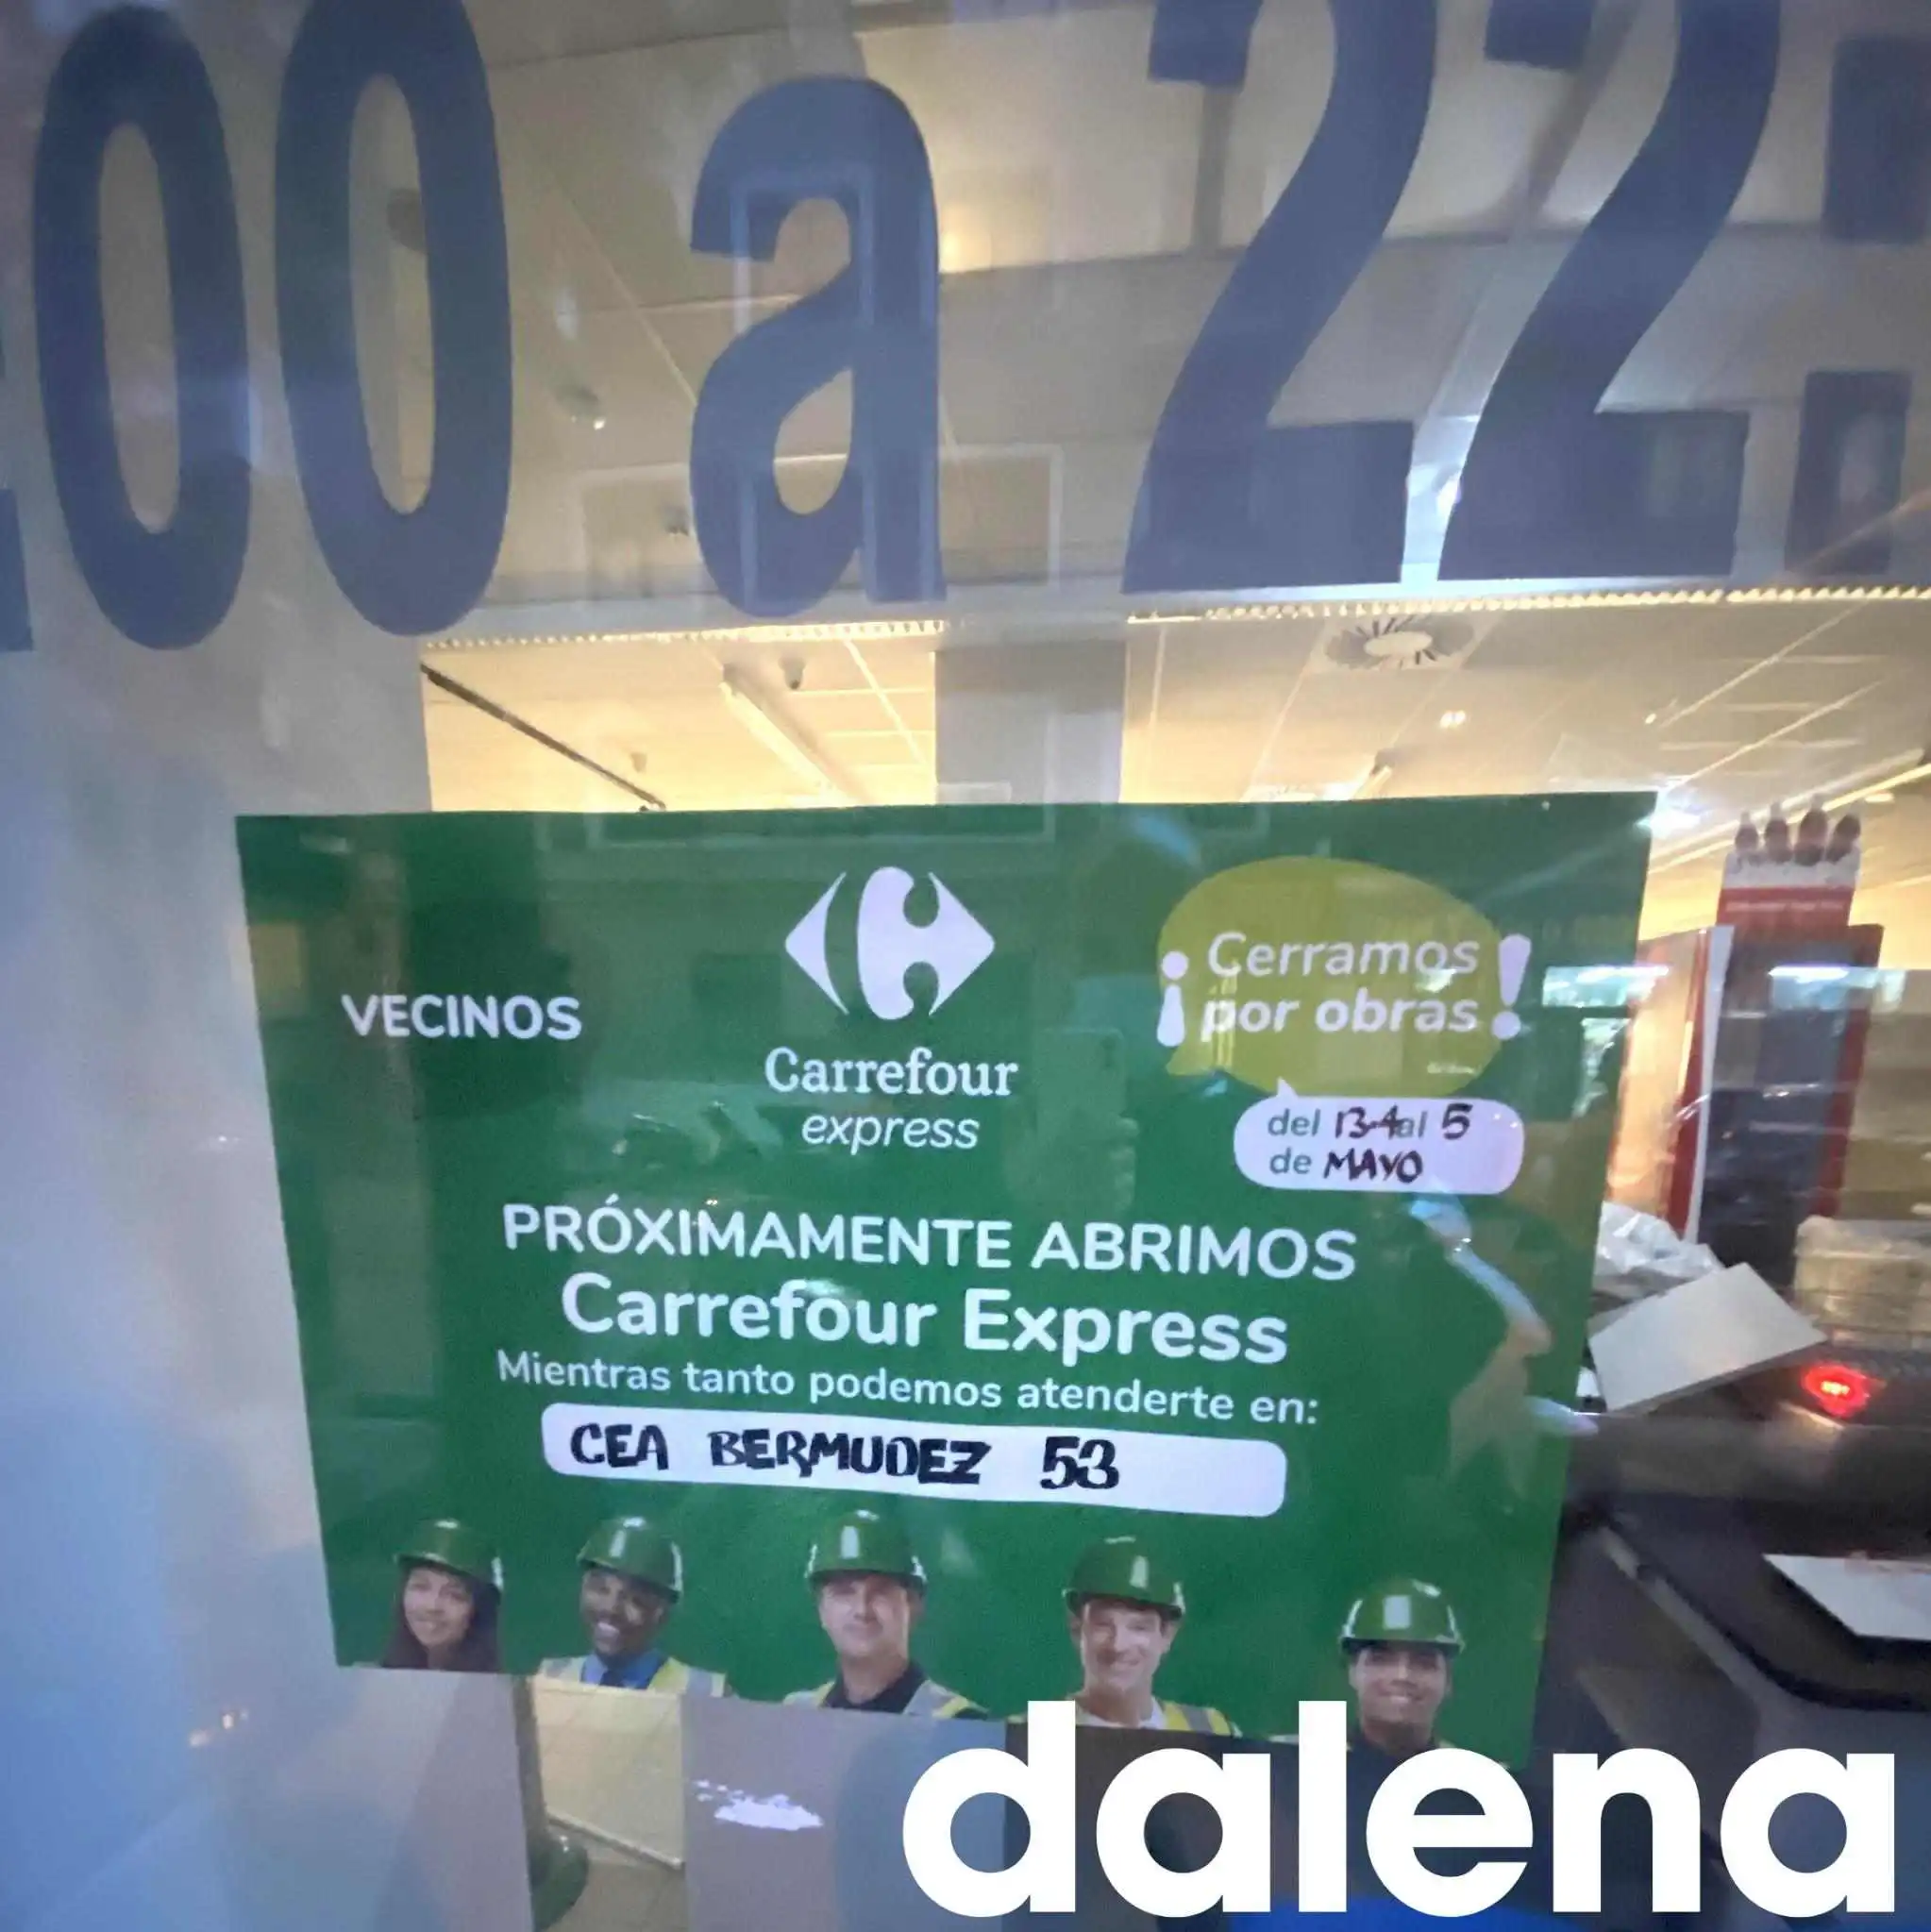 :00 a 22:
VECINOS
Carrefour
express
¡Cerramos
por obras!
del 13-4 al 5
de MAYO
PRÓXIMAMENTE ABRIMOS
Carrefour Express
Mientras tanto podemos atenderte en:
CEA BERMUDEZ 53
dalena